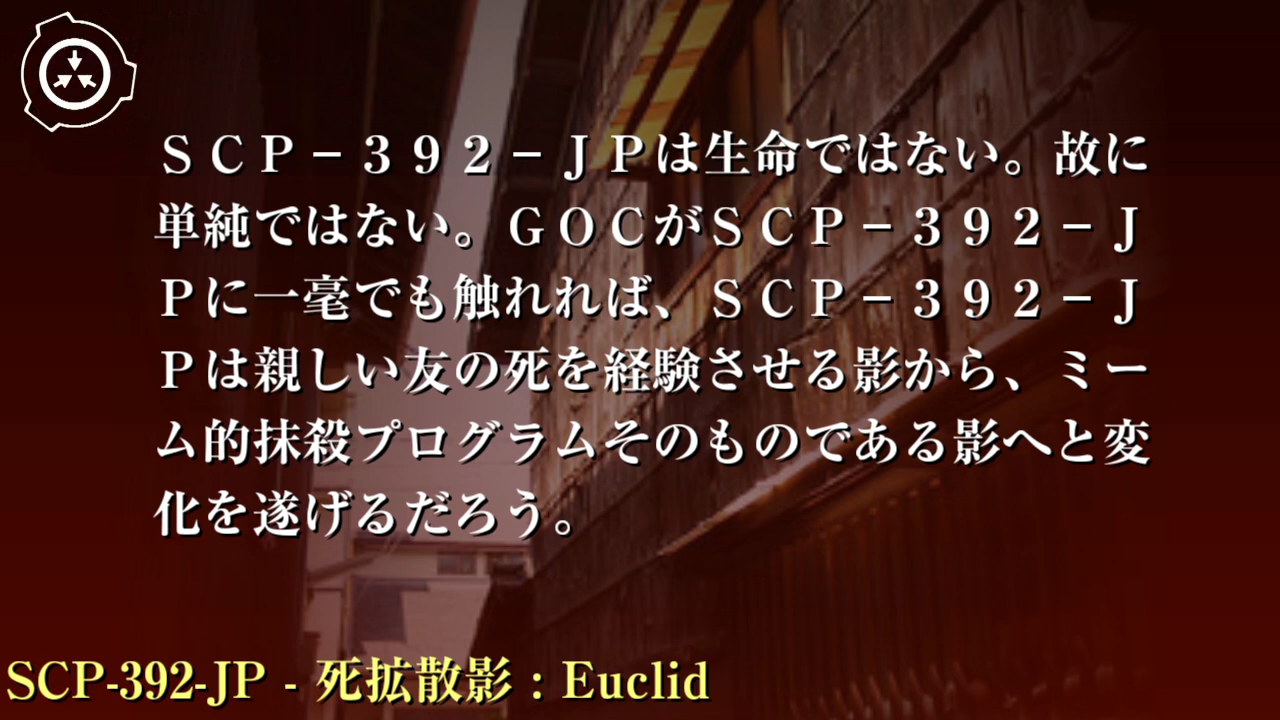 ＳＣＰ－３９２－ＪＰは生命ではない。故に
単純ではない。ＧＯＣがＳＣＰ－３９２－Ｊ
Ｐに一毫でも触れれば、ＳＣＰ－３９２－Ｊ
Ｐは親しい友の死を経験させる影から、ミー
ム的抹殺プログラムそのものである影へと変
化を遂げるだろう。
SCP-392-JP - 死拡散影 : Euclid